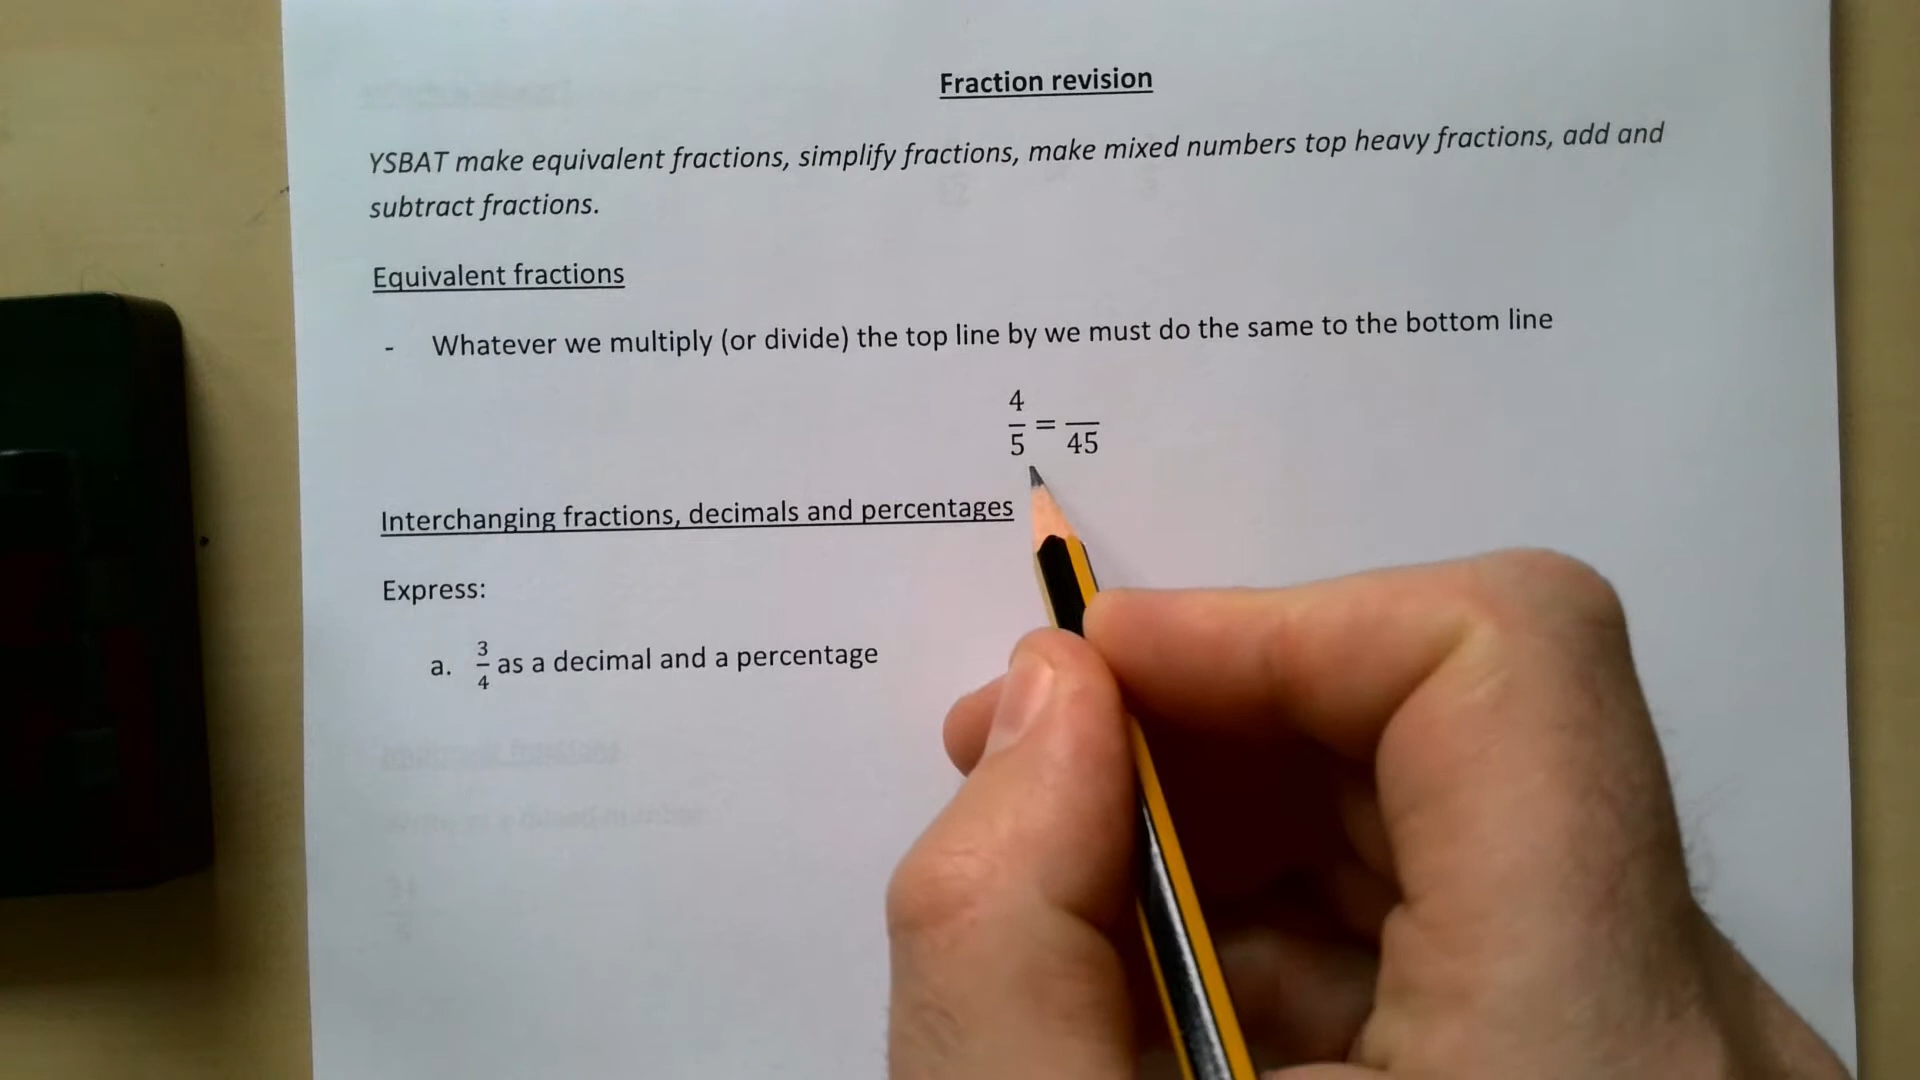 Fraction revision
YSBAT make equivalent fractions, simplify fractions, make mixed numbers top heavy fractions, add and
subtract fractions.
Equivalent fractions
- Whatever we multiply (or divide) the top line by we must do the same to the bottom line
4/5 = /45
Interchanging fractions, decimals and percentages
Express:
a. 3/4 as a decimal and a percentage